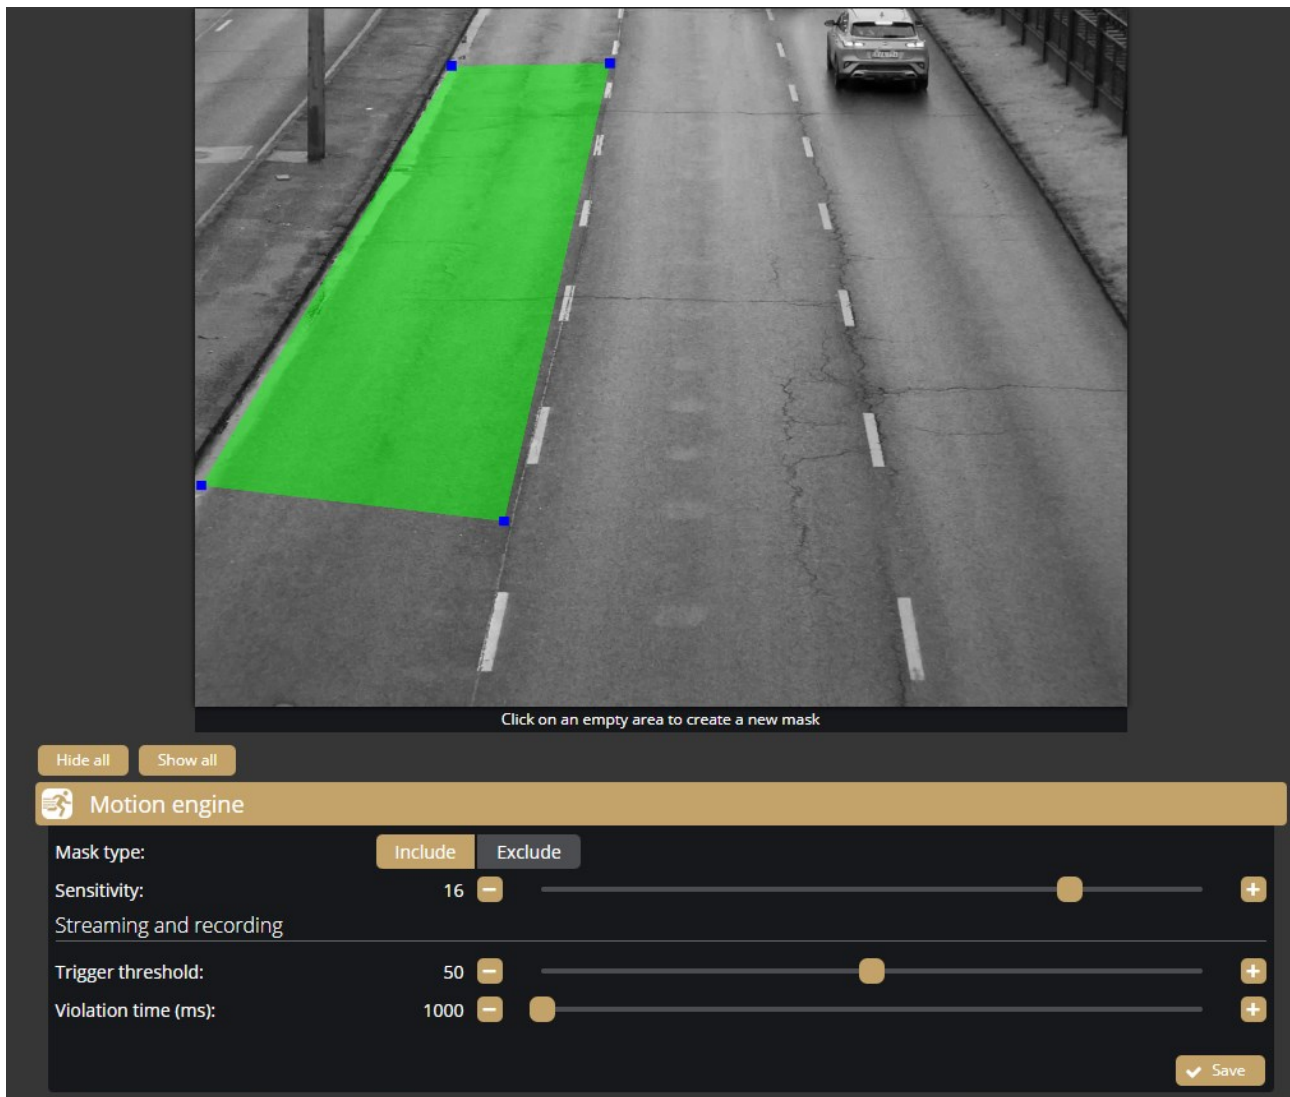 Click on an empty area to create a new mask
Hide all Show all
Motion engine
Mask type: Include Exclude
Sensitivity: 16
Streaming and recording
Trigger threshold: 50
Violation time (ms): 1000
Save